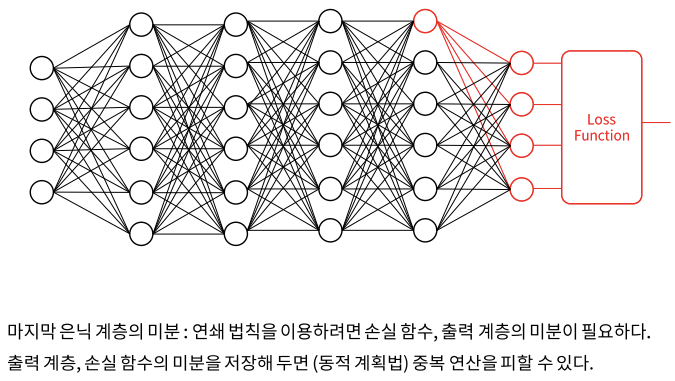 Loss
Function
마지막 은닉 계층의 미분 : 연쇄 법칙을 이용하려면 손실 함수, 출력 계층의 미분이 필요하다.
출력 계층, 손실 함수의 미분을 저장해 두면 (동적 계획법) 중복 연산을 피할 수 있다.